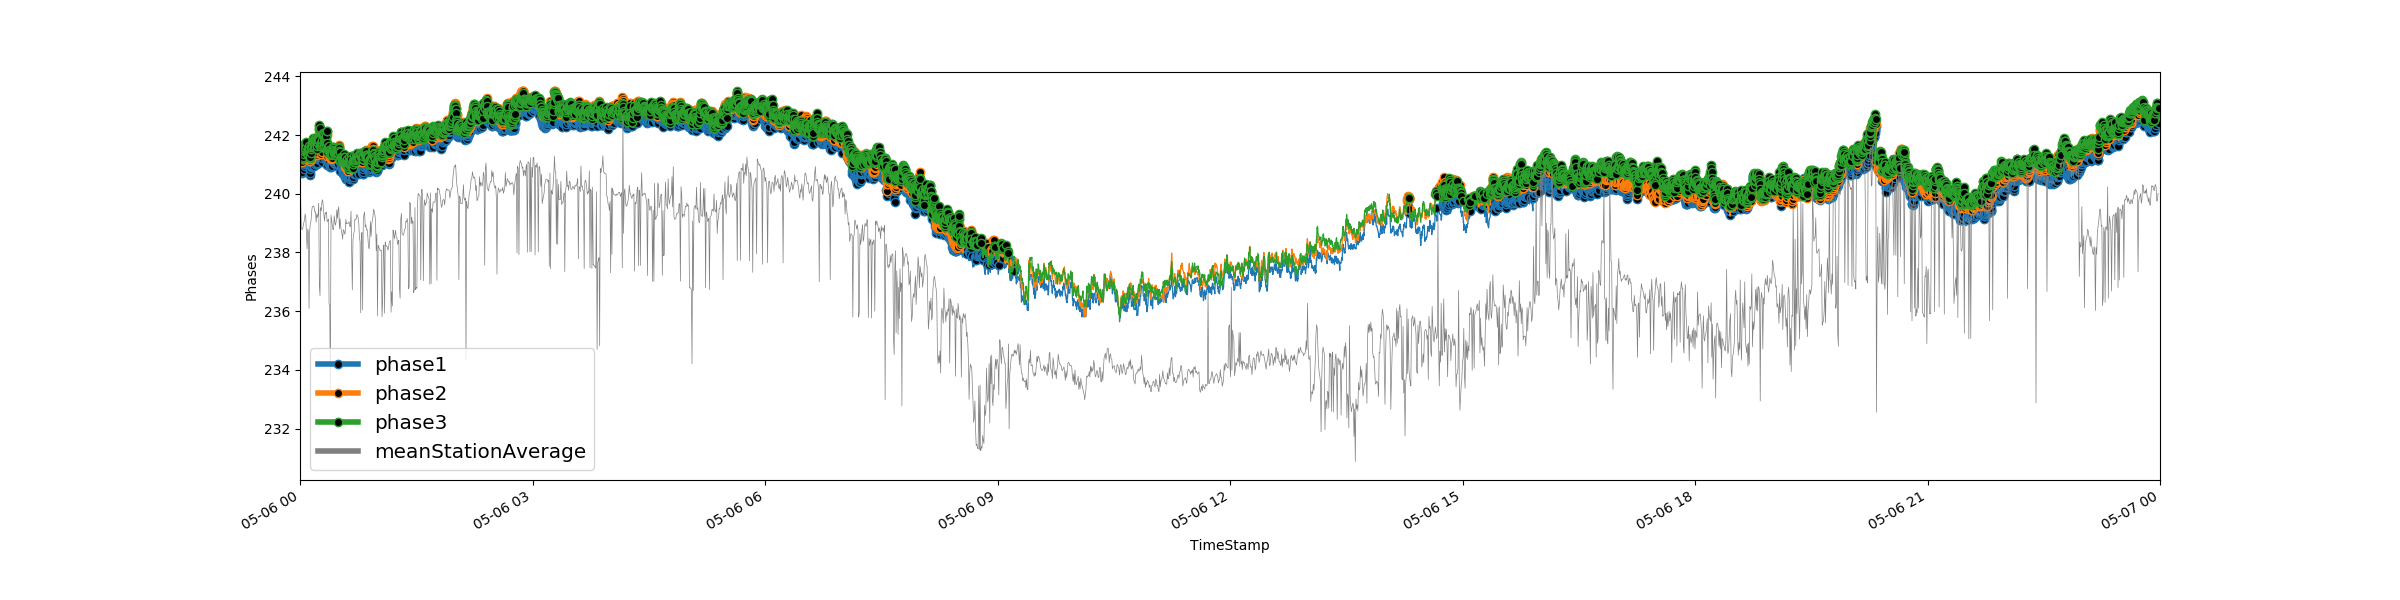 244
242
240
238
236
234
232
Phases
phase1
phase2
phase3
meanStationAverage
05-06 00
05-06 03
05-06 06
05-06 09
05-06 12
05-06 15
05-06 18
05-06 21
05-07 00
TimeStamp